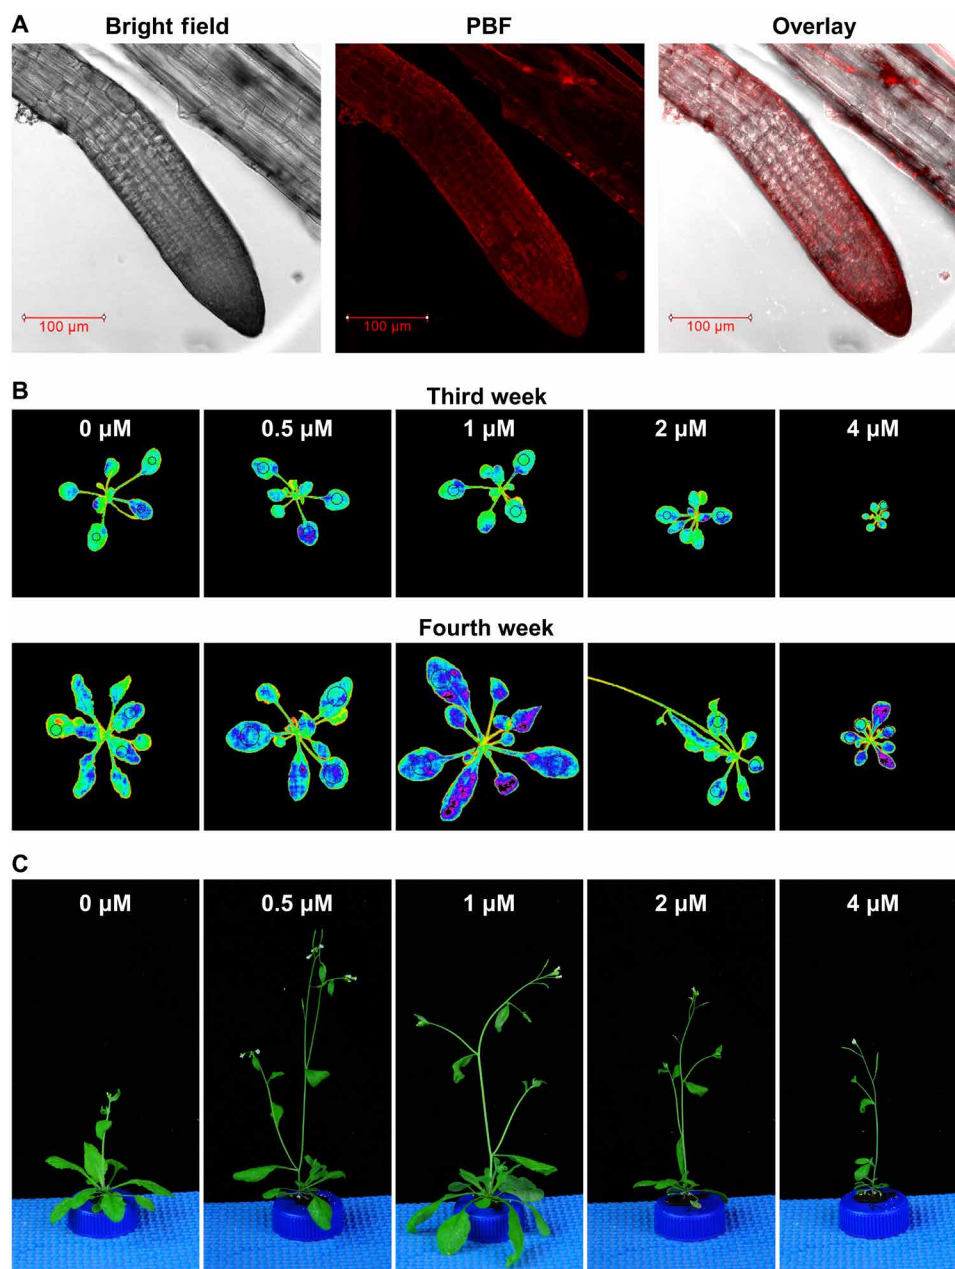 A
Bright field PBF Overlay
100 µm 100 µm 100 µm
B
Third week
0 µM 0.5 µM 1 µM 2 µM 4 µM
Fourth week
C
0 µM 0.5 µM 1 µM 2 µM 4 µM